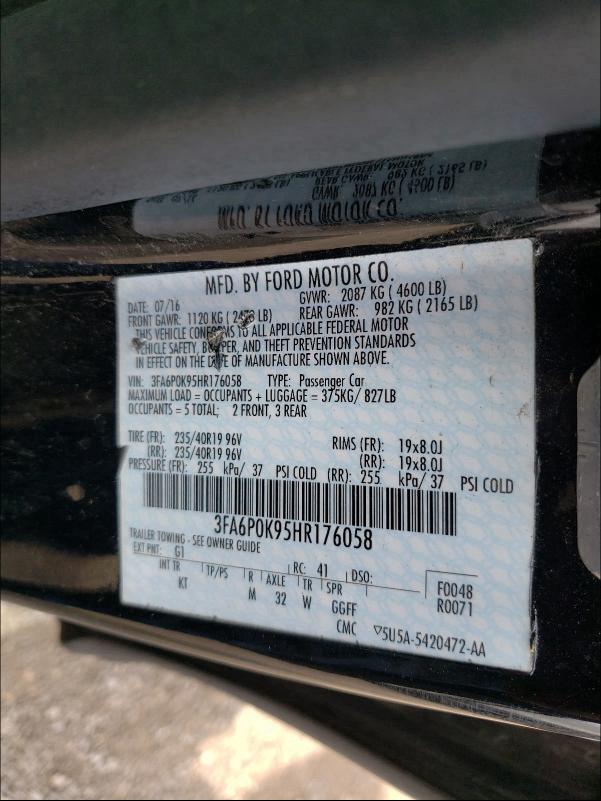 MFD. BY FORD MOTOR CO.
DATE: 07/16 GVWR: 2087 KG (4600 LB)
FRONT GAWR: 1120 KG ( LB) REAR GAWR: 982 KG (2165 LB)
THIS VEHICLE CONFORMS TO ALL APPLICABLE FEDERAL MOTOR
VEHICLE SAFETY, BUMPER, AND THEFT PREVENTION STANDARDS
IN EFFECT ON THE DATE OF MANUFACTURE SHOWN ABOVE.
VIN: 3FA6P0K95HR176058 TYPE: Passenger Car
MAXIMUM LOAD = OCCUPANTS + LUGGAGE = 375KG/ 827LB
OCCUPANTS = 5 TOTAL; 2 FRONT, 3 REAR
TIRE (FR): 235/40R19 96V RIMS (FR): 19x8.0J
(RR): 235/40R19 96V (RR): 19x8.0J
PRESSURE (FR): 255 kPa/ 37 PSI COLD (RR): 255 kPa/ 37 PSI COLD
3FA6P0K95HR176058
TRAILER TOWING - SEE OWNER GUIDE
EXT PNT: G1 RC: 41 DSO: F0048
INT TR TP/PS R AXLE TR SPR R0071
KT M 32 W GGFF
CMC ▽5U5A-5420472-AA